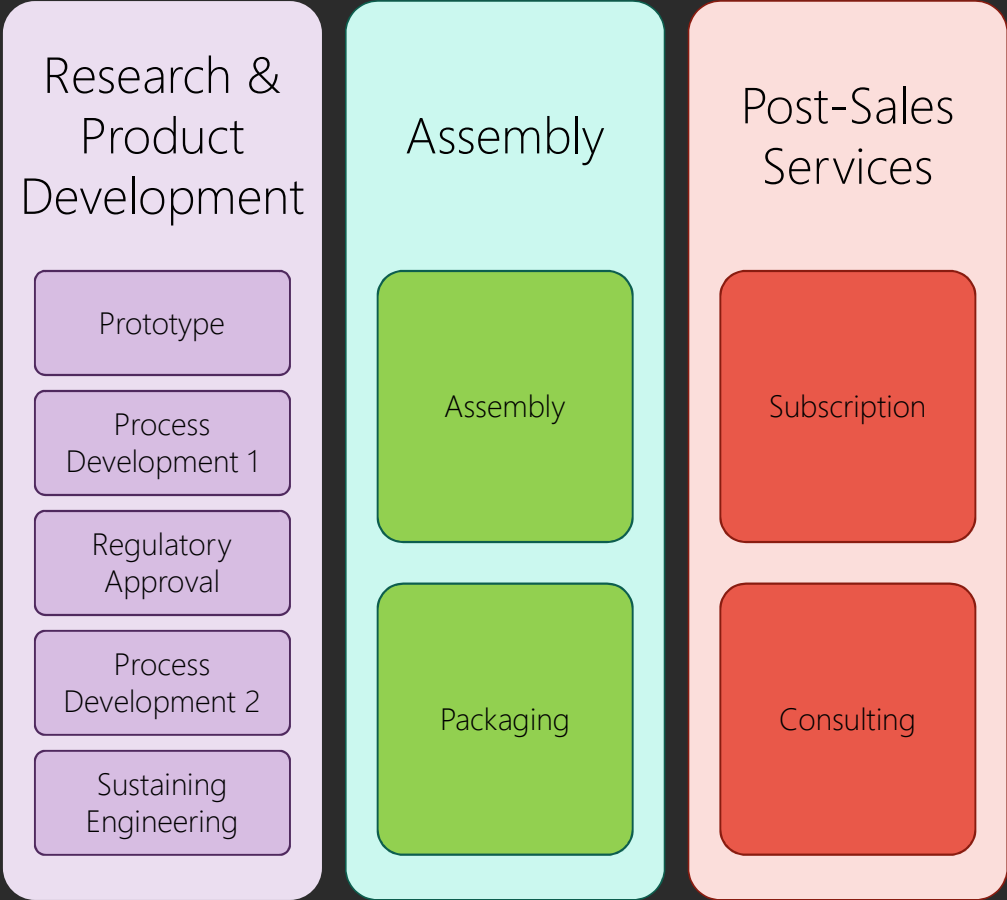 Research &
Product
Development
Prototype
Process
Development 1
Regulatory
Approval
Process
Development 2
Sustaining
Engineering
Assembly
Assembly
Packaging
Post-Sales
Services
Subscription
Consulting